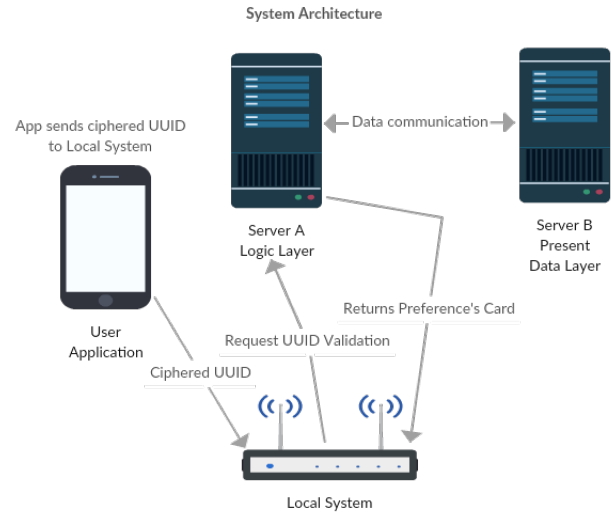 System Architecture
App sends ciphered UUID
to Local System
Data communication
Server A
Logic Layer
Server B
Present
Data Layer
Returns Preference's Card
User
Application
Request UUID Validation
Ciphered UUID
Local System